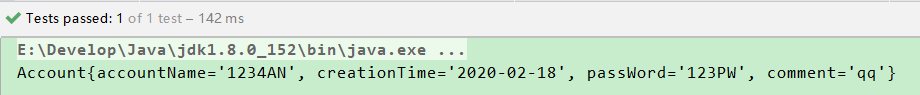 Tests passed: 1 of 1 test – 142 ms
E:\Develop\Java\jdk1.8.0_152\bin\java.exe ...
Account{accountName='1234AN', creationTime='2020-02-18', passWord='123PW', comment='qq'}